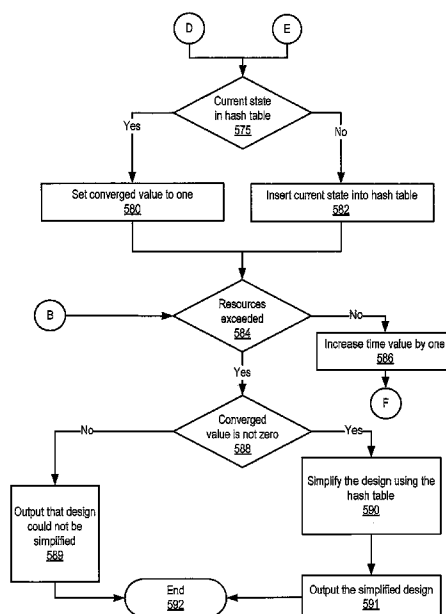 D
E
Current state
in hash table
575
Yes
No
Set converged value to one
580
Insert current state into hash table
582
B
Resources
exceeded
584
No
Increase time value by one
586
Yes
F
Converged
value is not zero
588
No
Yes
Simplify the design using the
hash table
590
Output that design
could not be
simplified
589
End
592
Output the simplified design
591